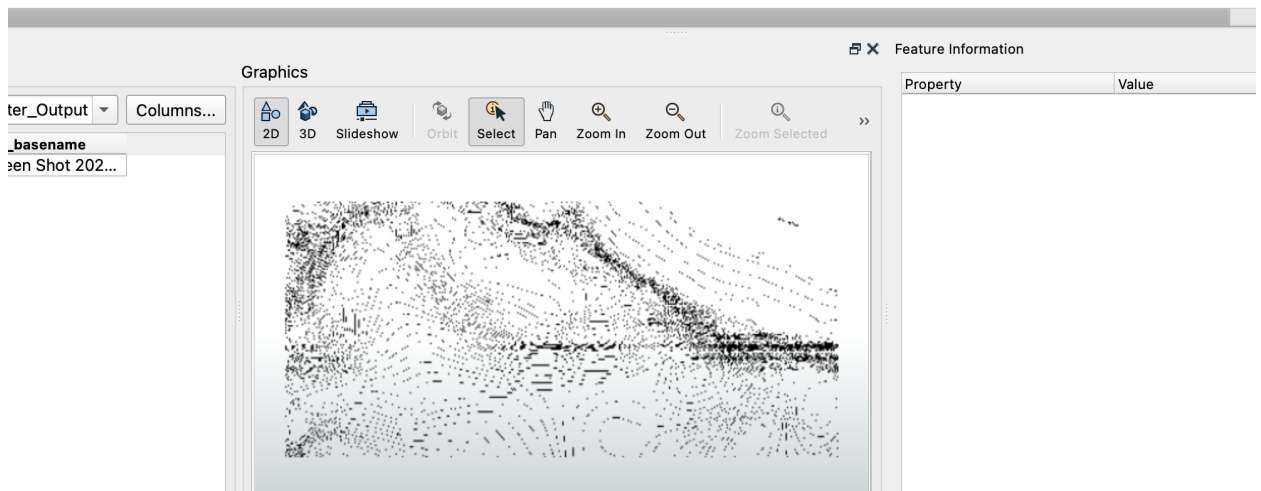 Graphics
Feature Information
ter_Output
Columns...
_basename
een Shot 202...
2D
3D
Slideshow
Orbit
Select
Pan
Zoom In
Zoom Out
Zoom Selected
»
Property
Value